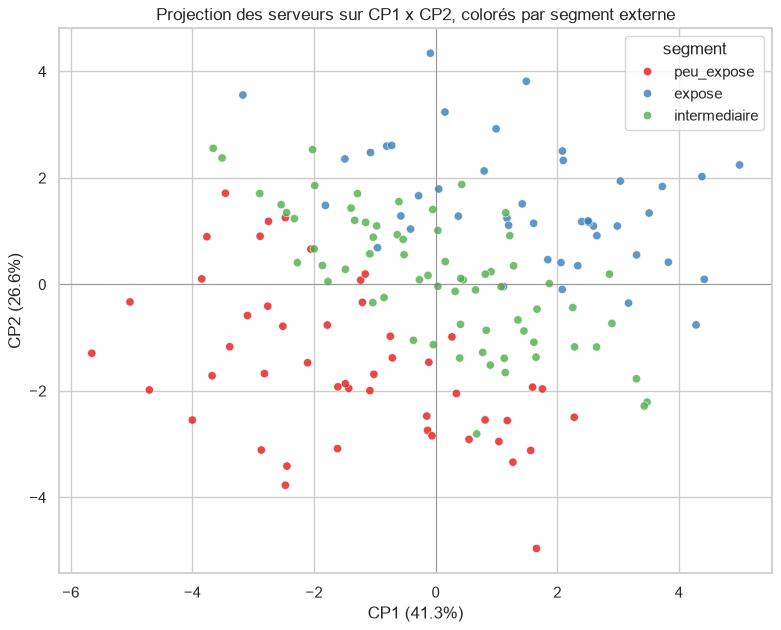 Projection des serveurs sur CP1 x CP2, colorés par segment externe
segment
peu_expose
expose
intermediaire
4
2
0
−2
−4
CP2 (26.6%)
−6
−4
−2
0
2
4
CP1 (41.3%)